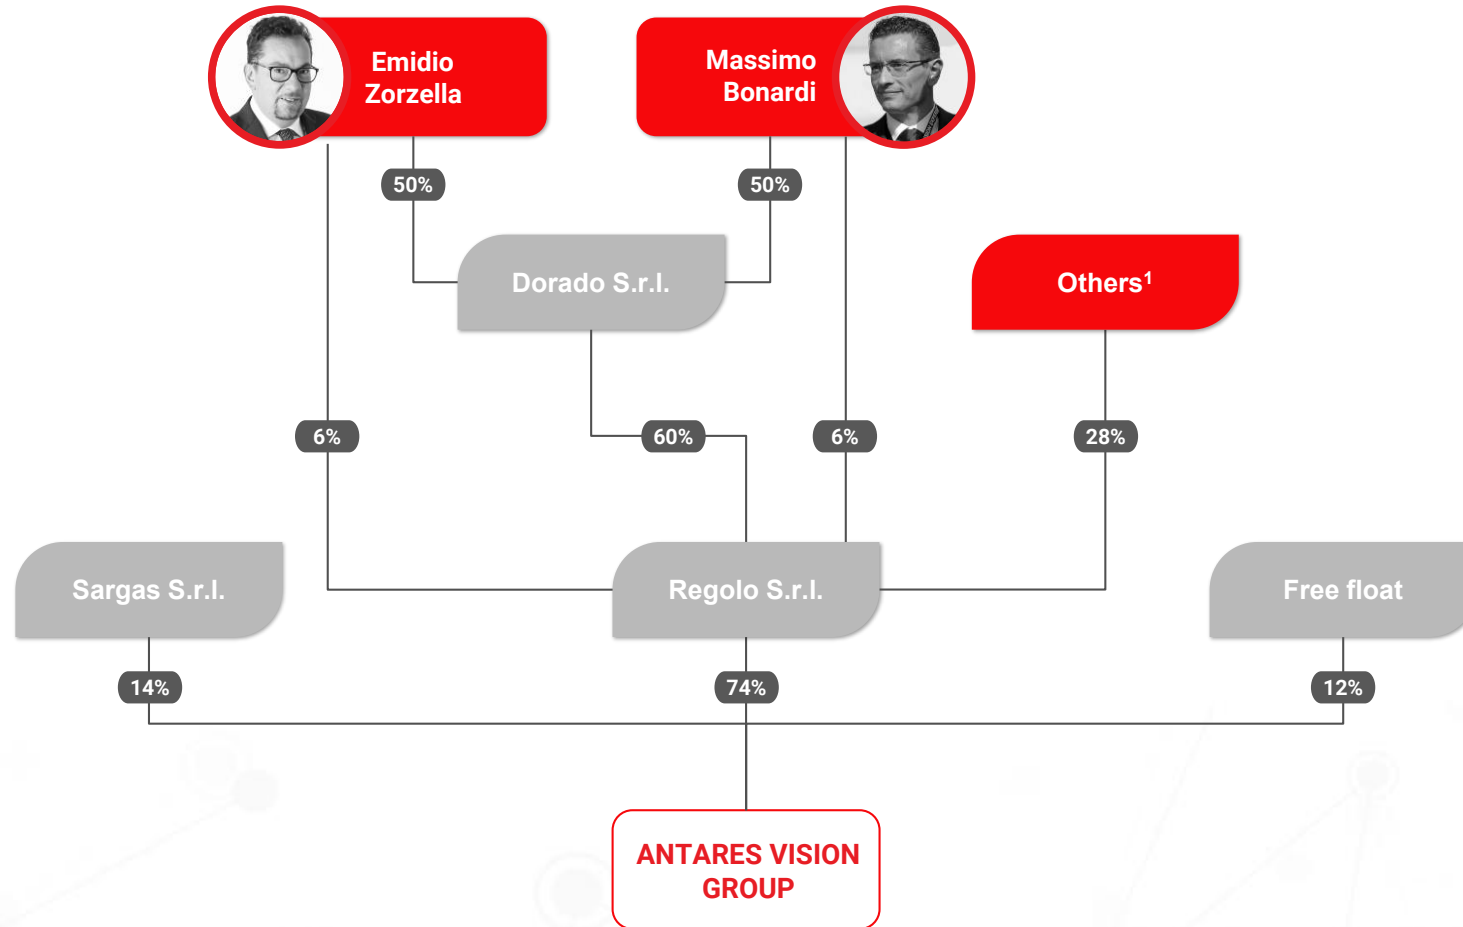 Emidio
Zorzella
Massimo
Bonardi
50%
50%
Dorado S.r.l.
Others¹
6%
60%
6%
28%
Sargas S.r.l.
Regolo S.r.l.
Free float
14%
74%
12%
ANTARES VISION
GROUP